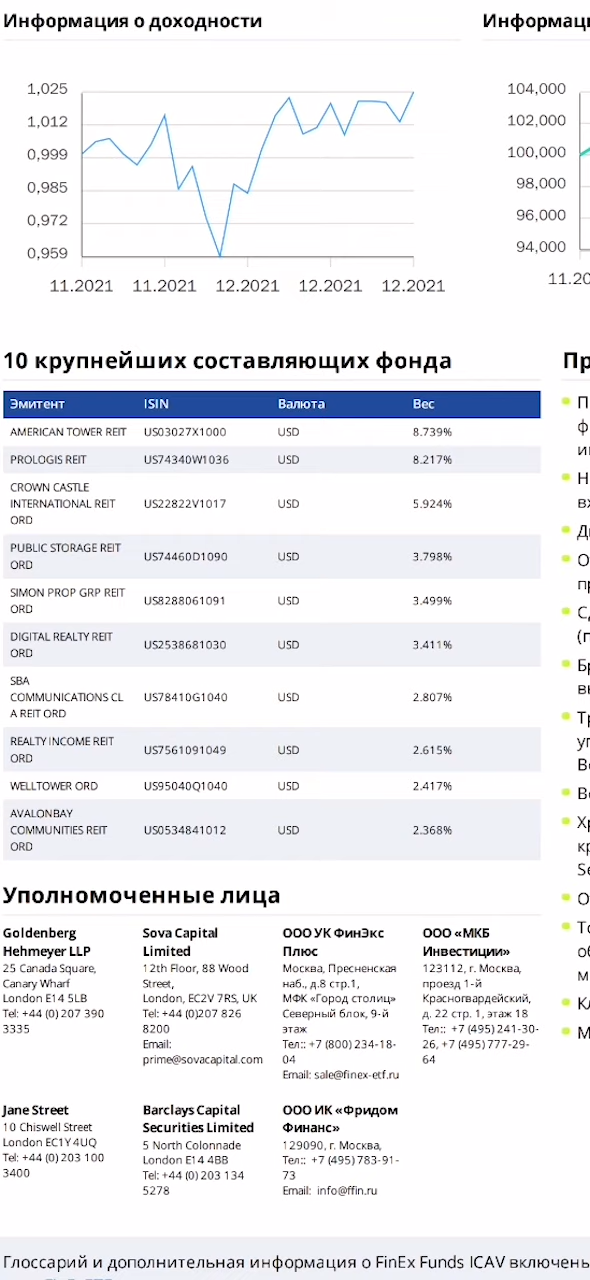 Информация о доходности
1,025
1,012
0,999
0,985
0,972
0,959
11.2021 11.2021 12.2021 12.2021 12.2021
104,000
102,000
100,000
98,000
96,000
94,000
10 крупнейших составляющих фонда
Эмитент ISIN Валюта Вес
AMERICAN TOWER REIT US03027X1000 USD 8.739%
PROLOGIS REIT US74340W1036 USD 8.217%
CROWN CASTLE
INTERNATIONAL REIT US22822V1017 USD 5.924%
ORD
PUBLIC STORAGE REIT
ORD US74460D1090 USD 3.798%
SIMON PROP GRP REIT
ORD US8288061091 USD 3.499%
DIGITAL REALTY REIT
ORD US2538681030 USD 3.411%
SBA
COMMUNICATIONS CL US78410G1040 USD 2.807%
A REIT ORD
REALTY INCOME REIT
ORD US7561091049 USD 2.615%
WELLTOWER ORD US95040Q1040 USD 2.417%
AVALONBAY
COMMUNITIES REIT US0534841012 USD 2.368%
ORD
Уполномоченные лица
Goldenberg
Hehmeyer LLP
25 Canada Square,
Canary Wharf
London E14 5LB
Tel: +44 (0) 207 390
3335
Sova Capital
Limited
12th Floor, 88 Wood
Street,
London, EC2V 7RS, UK
Tel: +44 (0)207 826
8200
Email:
prime@sovacapital.com
ООО УК ФинЭкс
Плюс
Москва, Пресненская
наб., д.8 стр.1,
МФК «Город столиц»
Северный блок, 9-й
этаж
Тел:: +7 (800) 234-18-
04
Email: sale@finex-etf.ru
ООО «МКБ
Инвестиции»
123112, г. Москва,
проезд 1-й
Красногвардейский,
д. 22 стр. 1, этаж 18
Тел:: +7 (495) 241-30-
26, +7 (495) 777-29-
64
Jane Street
10 Chiswell Street
London EC1Y 4UQ
Tel: +44 (0) 203 100
3400
Barclays Capital
Securities Limited
5 North Colonnade
London E14 4BB
Tel: +44 (0) 203 134
5278
ООО ИК «Фридом
Финанс»
129090, г. Москва,
Тел:: +7 (495) 783-91-
73
Email: info@ffin.ru
Глоссарий и дополнительная информация о FinEx Funds ICAV включены